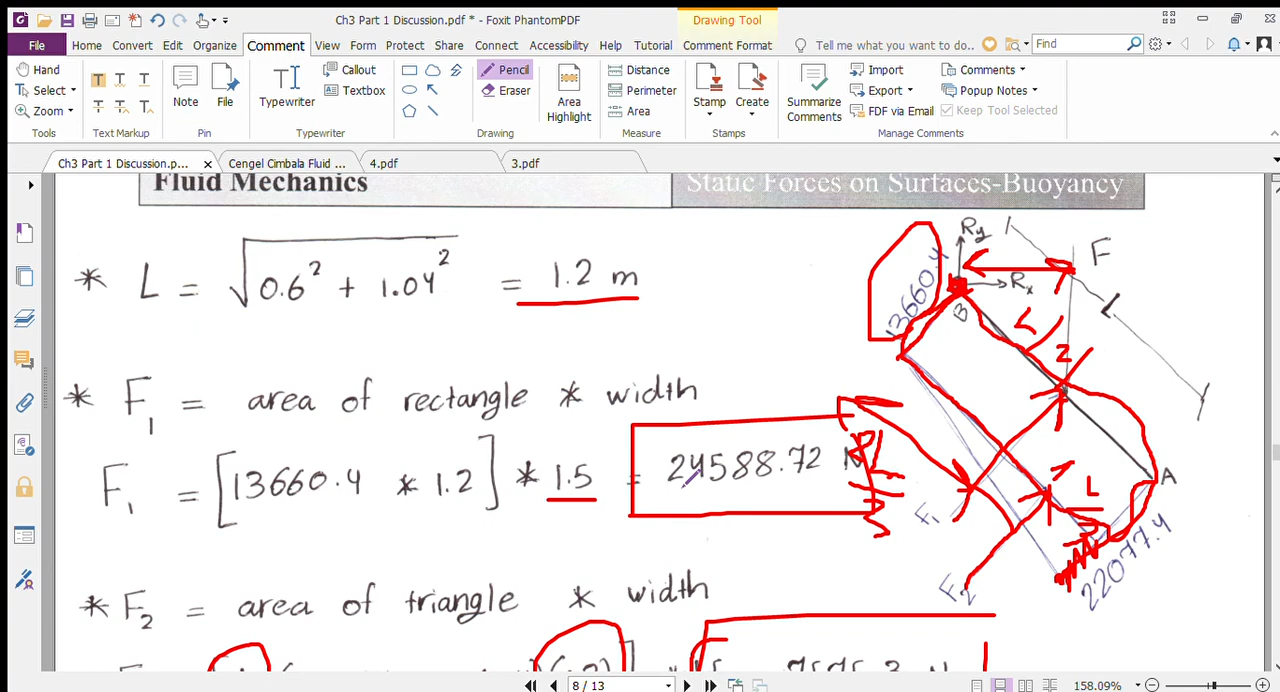 Ch3 Part 1 Discussion.pdf * - Foxit PhantomPDF
Drawing Tool
File Home Convert Edit Organize Comment View Form Protect Share Connect Accessibility Help Tutorial Comment Format Tell me what you want to do.. Find
Hand
Select
Zoom
Tools
Text Markup
Note
File
Pin
Typewriter
Callout
Textbox
Typewriter
Pencil
Eraser
Drawing
Area Highlight
Distance
Perimeter
Area
Measure
Stamp
Create
Stamps
Summarize Comments
Import
Export
FDF via Email
Comments
Popup Notes
Keep Tool Selected
Manage Comments
Ch3 Part 1 Discussion.p... × Cengel Cimbala Fluid ... 4.pdf 3.pdf
Fluid Mechanics Static Forces on Surfaces-Buoyancy
* L = √0.6² + 1.04² = 1.2 m
* F₁ = area of rectangle * width
F₁ = [13660.4 * 1.2] * 1.5 = 24588.72 N
* F₂ = area of triangle * width
Ry
F
Rx
13660.4
B
L
L
2
A
L
F₁
F₂
22077.4
8 / 13
158.09%